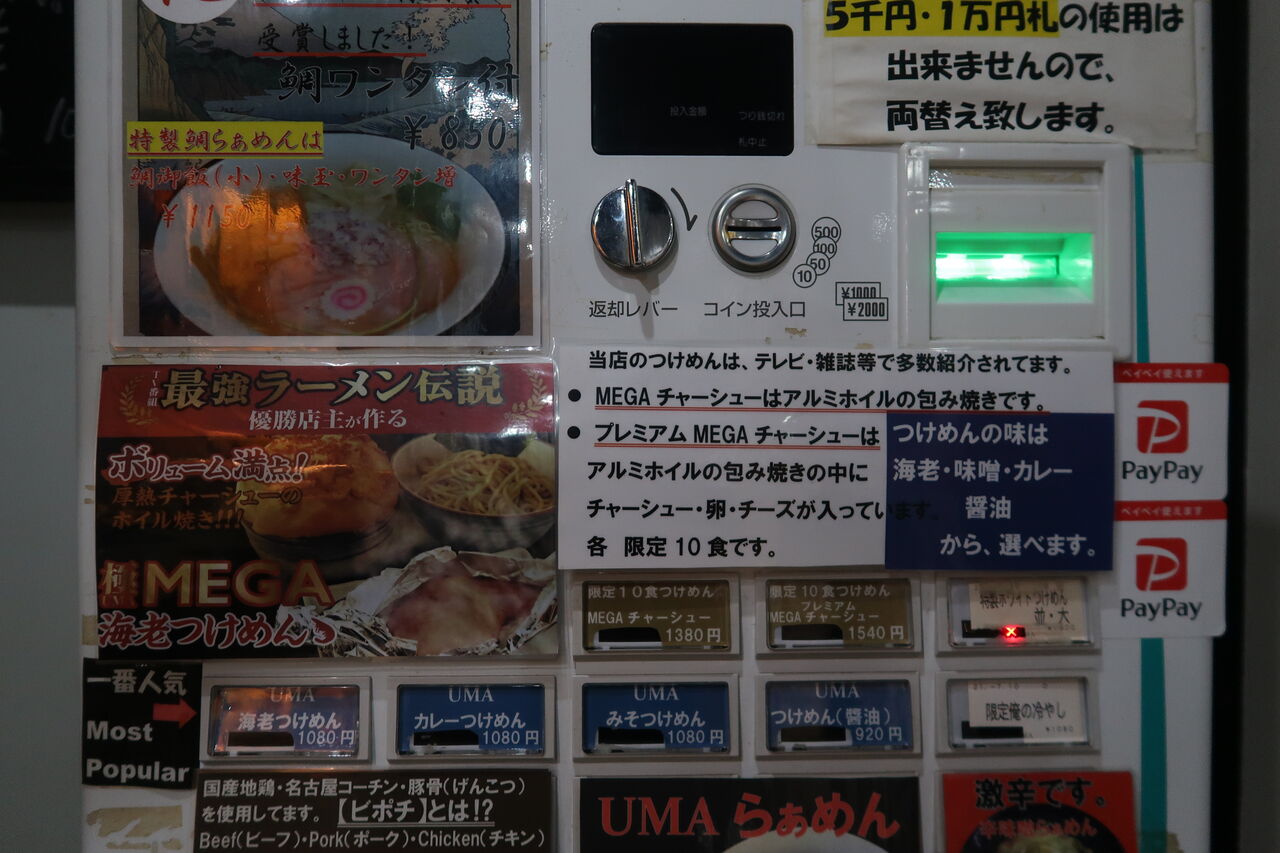 受賞しました!
鯛ワンタン付
¥850
特製鯛らぁめんは
鯛御飯(小)・味玉・ワンタン増
¥1150
投入金額
つり銭切れ
札中止
5千円・1万円札の使用は
出来ませんので、
両替え致します。
500
100
50
10
¥1000
¥2000
返却レバー
コイン投入口
TV番組
最強ラーメン伝説
優勝店主が作る
ボリューム満点!
厚熱チャーシューの
ホイル焼き!!!
MEGA
海老つけめん
当店のつけめんは、テレビ・雑誌等で多数紹介されてます。
● MEGA チャーシューはアルミホイルの包み焼きです。
● プレミアム MEGA チャーシューは
アルミホイルの包み焼きの中に
チャーシュー・卵・チーズが入っています。
各 限定10食です。
つけめんの味は
海老・味噌・カレー
醤油
から、選べます。
ペイペイ使えます
PayPay
ペイペイ使えます
PayPay
限定10食つけめん
MEGA チャーシュー
1380円
限定10食つけめん
プレミアム
MEGA チャーシュー
1540円
特製ホワイトつけめん
並・大
一番人気
Most
Popular
UMA
海老つけめん
1080円
UMA
カレーつけめん
1080円
UMA
みそつけめん
1080円
UMA
つけめん(醤油)
920円
限定俺の冷やし
国産地鶏・名古屋コーチン・豚骨(げんこつ)
を使用してます。【ビポチ】とは!?
Beef(ビーフ)・Pork(ポーク)・Chicken(チキン)
UMA らぁめん
激辛です。
辛味噌らぁめん